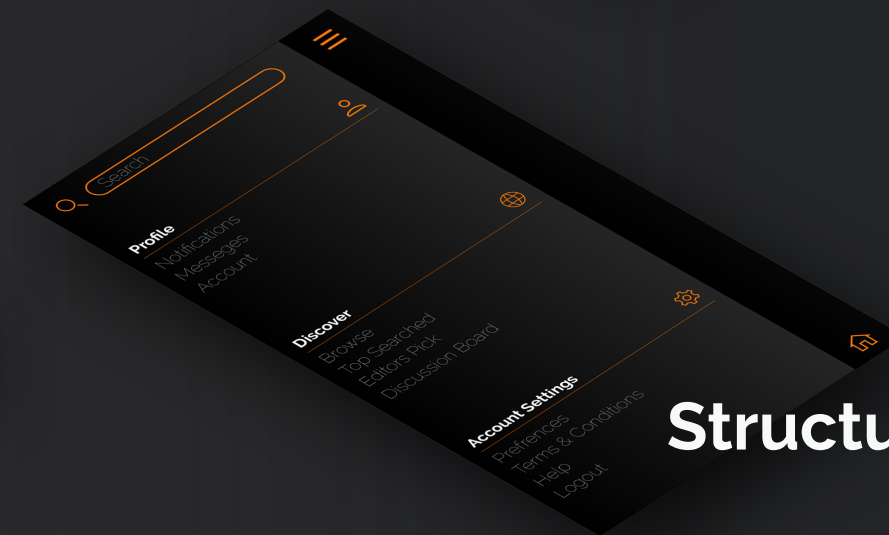 Search
Profile
Notifications
Messeges
Account
Discover
Browse
Top Searched
Editors Pick
Discussion Board
Account Settings
Prefrences
Terms & Conditions
Help
Logout
Structu